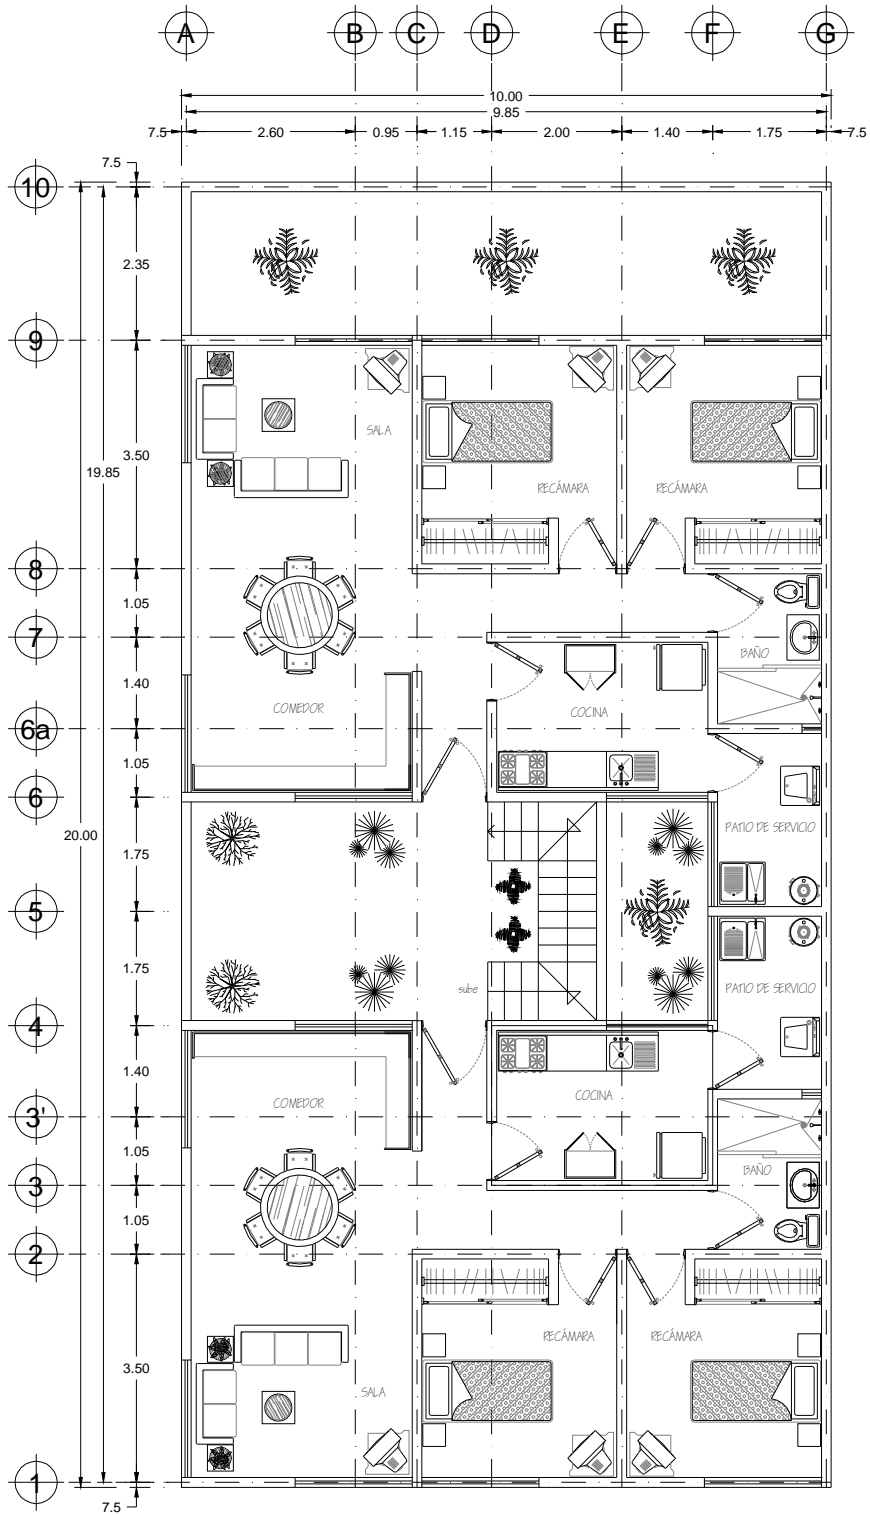 A B C D E F G
10.00
9.85
7.5 2.60 0.95 1.15 2.00 1.40 1.75 7.5
7.5
10
2.35
9
3.50
SALA
19.85
RECÁMARA RECÁMARA
8
1.05
7
BAÑO
1.40
COMEDOR COCINA
6a
1.05
6
PATIO DE SERVICIO
20.00
1.75
5
1.75
sube PATIO DE SERVICIO
4
1.40
COCINA
COMEDOR
3'
1.05
BAÑO
3
1.05
2
RECÁMARA RECÁMARA
3.50
SALA
1
7.5